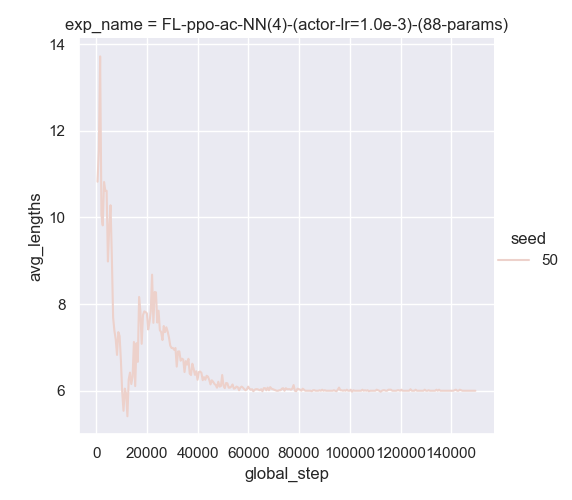 exp_name = FL-ppo-ac-NN(4)-(actor-lr=1.0e-3)-(88-params)
14
12
10
8
6
avg_lengths
0 20000 40000 60000 80000 100000 120000 140000
global_step
seed
50